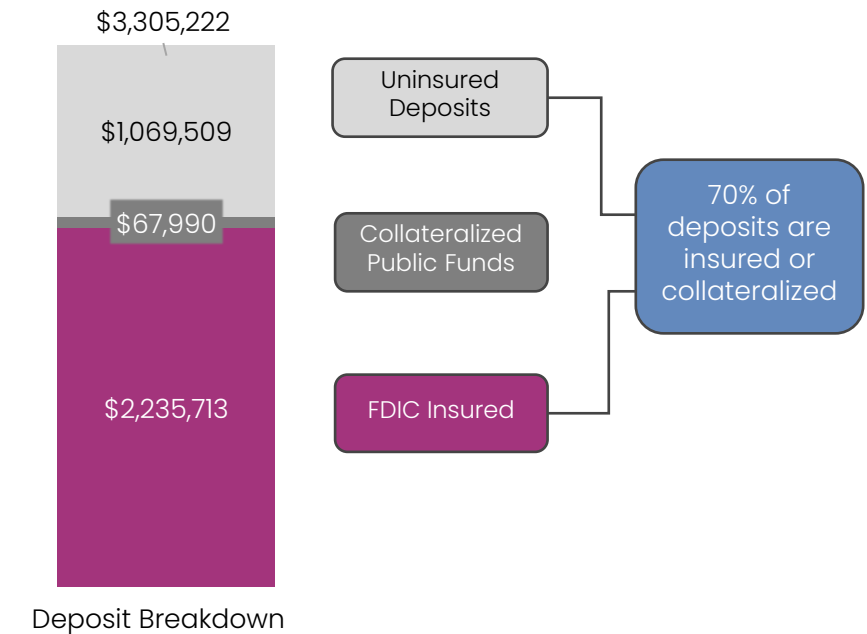 $3,305,222
$1,069,509
$67,990
$2,235,713
Deposit Breakdown
Uninsured
Deposits
Collateralized
Public Funds
FDIC Insured
70% of
deposits are
insured or
collateralized